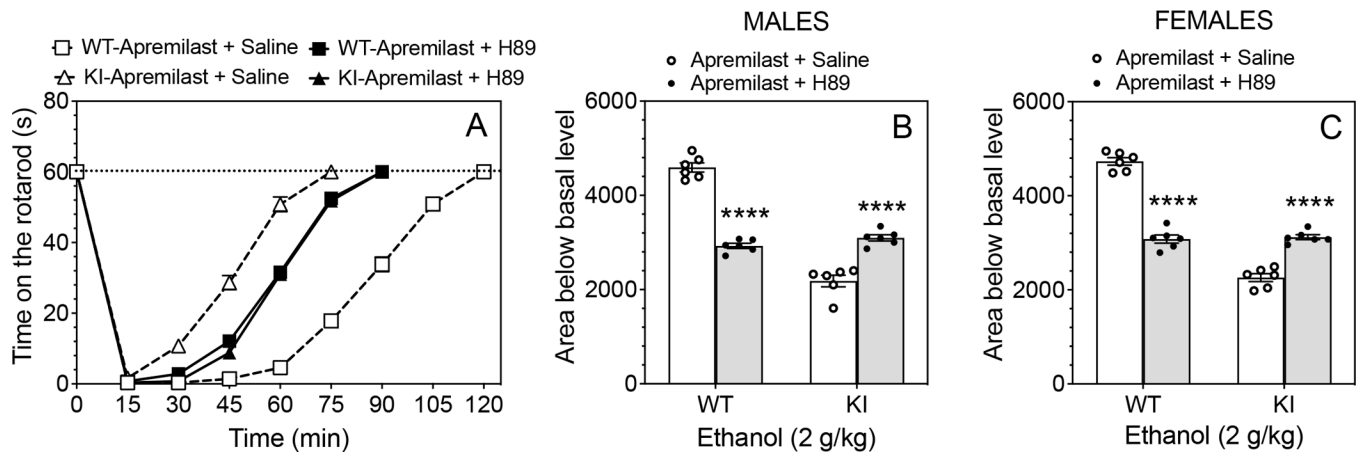 WT-Apremilast + Saline
WT-Apremilast + H89
KI-Apremilast + Saline
KI-Apremilast + H89
A
Time on the rotarod (s)
80
60
40
20
0
0 15 30 45 60 75 90 105 120
Time (min)
MALES
Apremilast + Saline
Apremilast + H89
B
Area below basal level
6000
4000
2000
0
****
****
WT KI
Ethanol (2 g/kg)
FEMALES
Apremilast + Saline
Apremilast + H89
C
Area below basal level
6000
4000
2000
0
****
****
WT KI
Ethanol (2 g/kg)